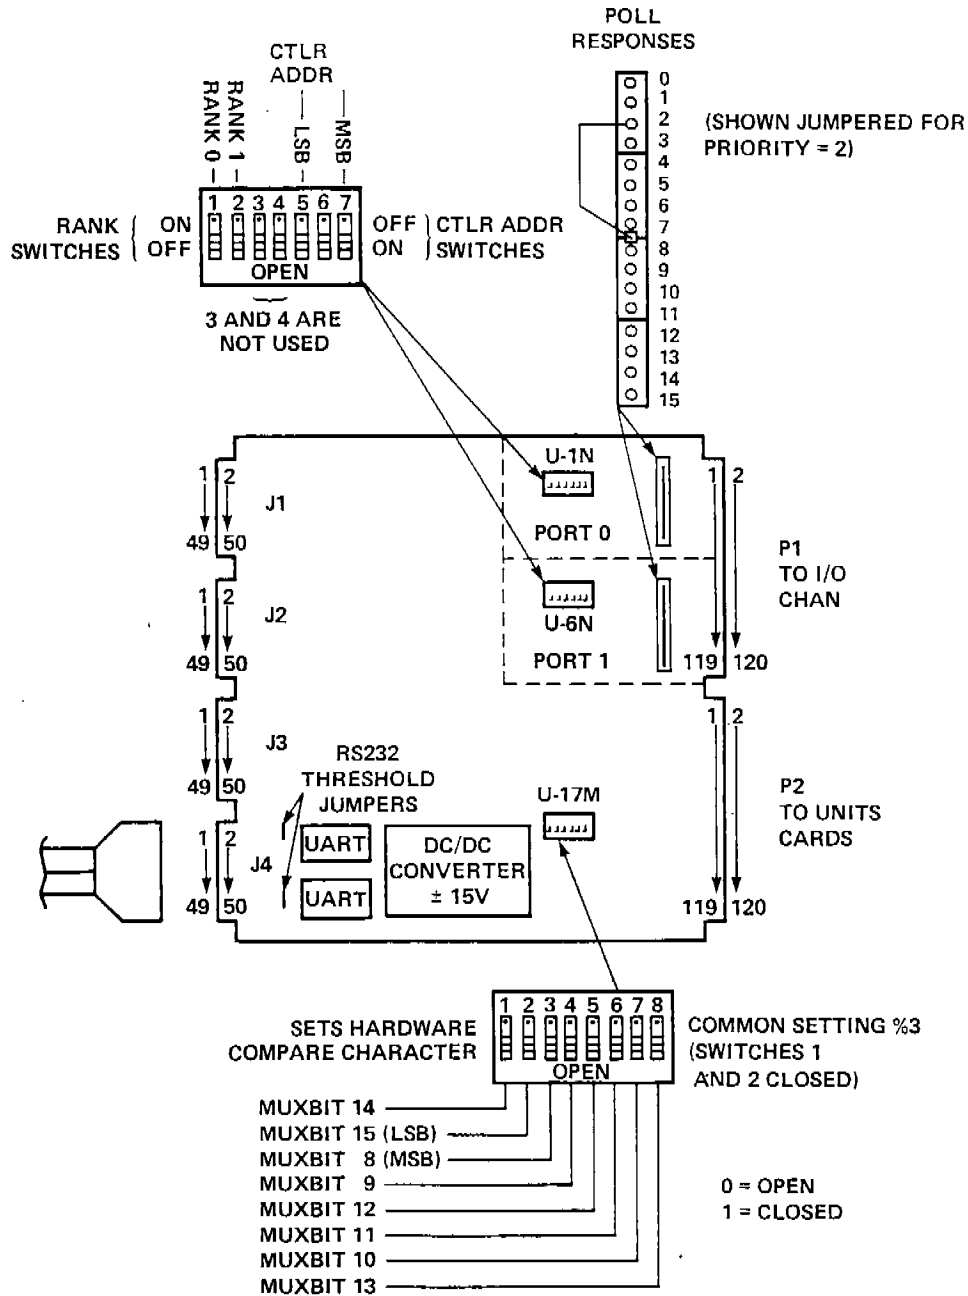 POLL
RESPONSES
CTLR
ADDR
RANK 0
RANK 1
LSB
MSB
0
1
2
3
4
5
6
7
8
9
10
11
12
13
14
15
(SHOWN JUMPERED FOR
PRIORITY = 2)
1 2 3 4 5 6 7
RANK
SWITCHES
ON
OFF
OFF
ON
CTLR ADDR
SWITCHES
OPEN
3 AND 4 ARE
NOT USED
U-1N
PORT 0
U-6N
PORT 1
1 2
49 50
J1
1 2
49 50
J2
1 2
49 50
J3
1 2
49 50
J4
1 2
119 120
P1
TO I/O
CHAN
1 2
119 120
P2
TO UNITS
CARDS
RS232
THRESHOLD
JUMPERS
UART
UART
DC/DC
CONVERTER
± 15V
U-17M
1 2 3 4 5 6 7 8
OPEN
SETS HARDWARE
COMPARE CHARACTER
COMMON SETTING %3
(SWITCHES 1
AND 2 CLOSED)
MUXBIT 14
MUXBIT 15 (LSB)
MUXBIT 8 (MSB)
MUXBIT 9
MUXBIT 12
MUXBIT 11
MUXBIT 10
MUXBIT 13
0 = OPEN
1 = CLOSED